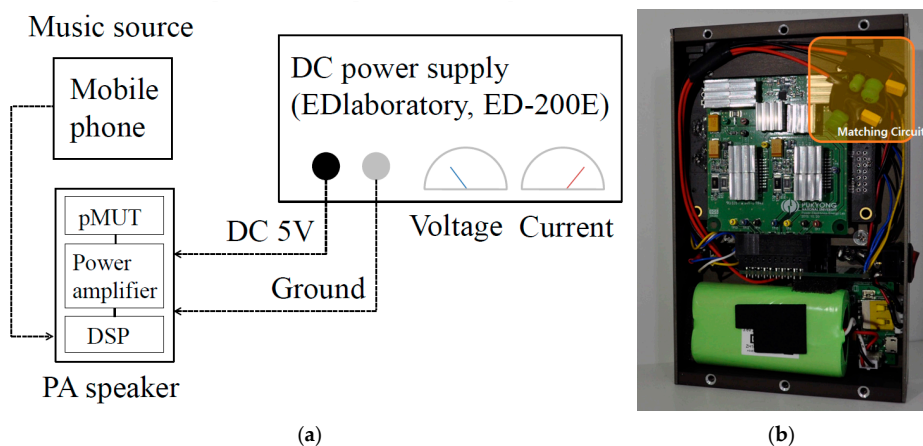 Music source
Mobile
phone
pMUT
Power
amplifier
DSP
PA speaker
DC power supply
(EDlaboratory, ED-200E)
Voltage
Current
DC 5V
Ground
(a)
Matching Circuit
PUKYONG
(b)